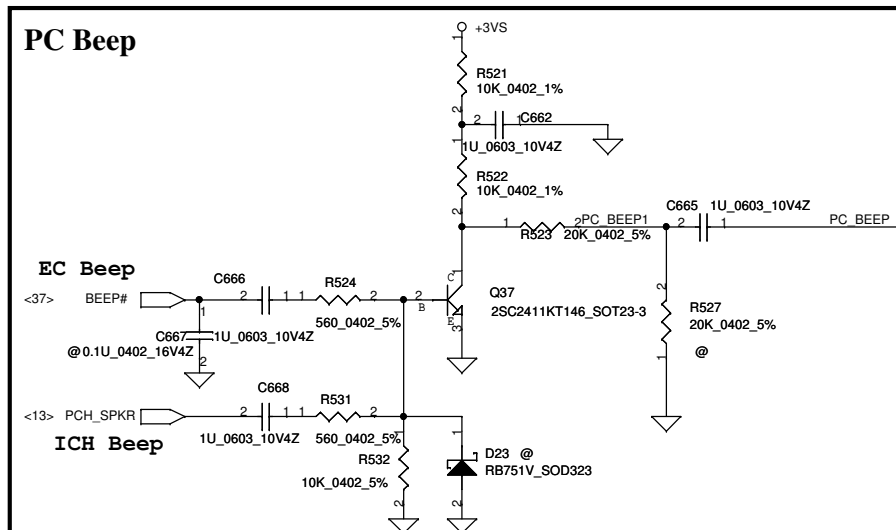 PC Beep
+3VS
1
R521
10K_0402_1%
2
2 1 C662
1U_0603_10V4Z
1
R522
10K_0402_1%
2
1 2 PC_BEEP1
R523 20K_0402_5%
C665 1U_0603_10V4Z
2 1 PC_BEEP
EC Beep
<37> BEEP#
C666
2 1
1U_0603_10V4Z
1 R524 2
560_0402_5%
1
C667
@0.1U_0402_16V4Z
2
2 B
1 C
E 3
Q37
2SC2411KT146_SOT23-3
2
R527
20K_0402_5%
1
@
<13> PCH_SPKR
ICH Beep
C668
2 1
1U_0603_10V4Z
1 R531 2
560_0402_5%
1
R532
10K_0402_5%
2
1
D23 @
RB751V_SOD323
2